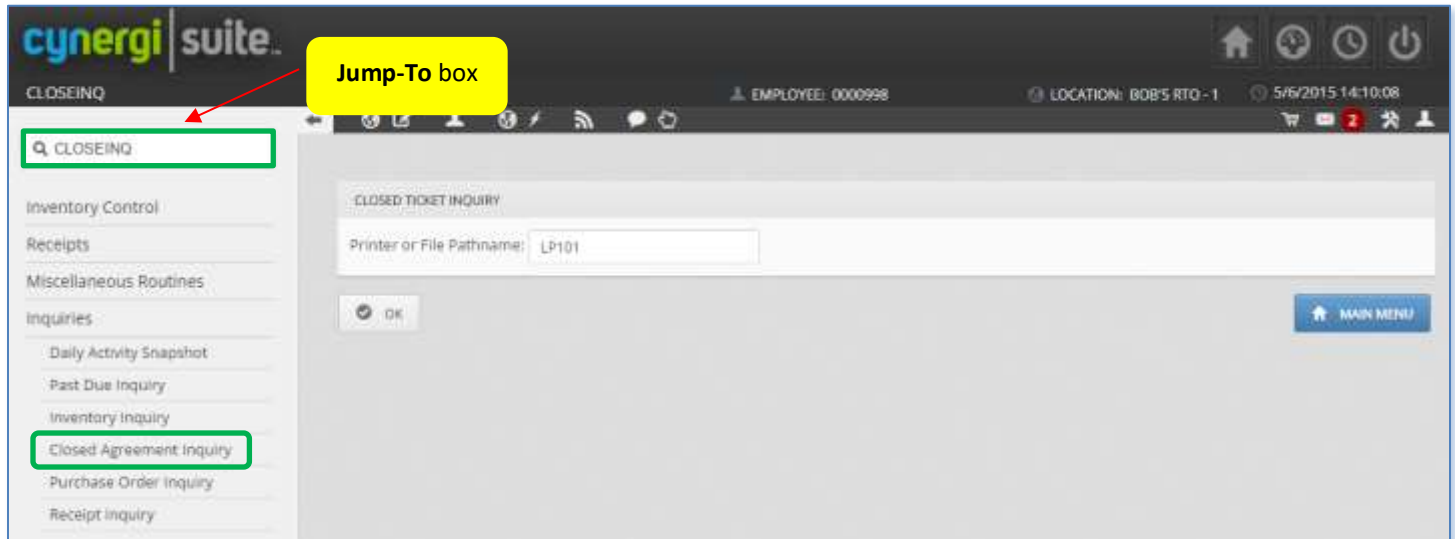 cynergi suite™
Jump-To box
CLOSEINQ
EMPLOYEE: 0000998
LOCATION: BOB'S RTO - 1
5/6/2015 14:10:08
2
CLOSEINQ
Inventory Control
Receipts
Miscellaneous Routines
Inquiries
Daily Activity Snapshot
Past Due Inquiry
Inventory Inquiry
Closed Agreement Inquiry
Purchase Order Inquiry
Receipt Inquiry
CLOSED TICKET INQUIRY
Printer or File Pathname: LP101
OK
MAIN MENU